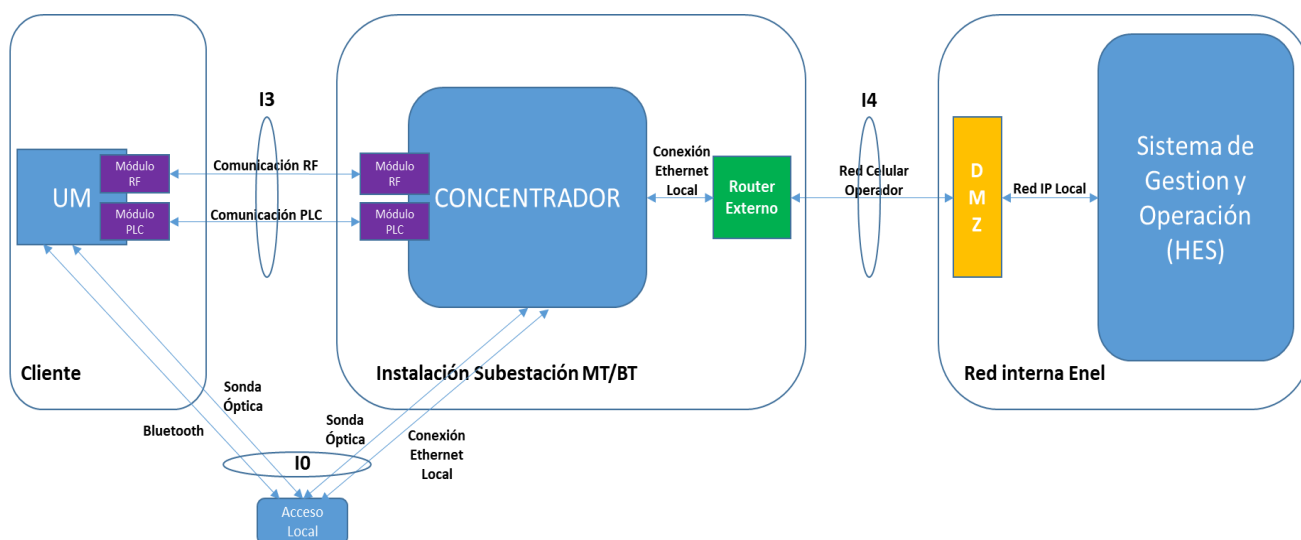 I3
I4
UM
Módulo
RF
Módulo
PLC
Comunicación RF
Comunicación PLC
Módulo
RF
Módulo
PLC
CONCENTRADOR
Conexión
Ethernet
Local
Router
Externo
Red Celular
Operador
D
M
Z
Red IP Local
Sistema de
Gestion y
Operación
(HES)
Cliente
Instalación Subestación MT/BT
Red interna Enel
Sonda
Óptica
Bluetooth
Sonda
Óptica
Conexión
Ethernet
Local
I0
Acceso
Local